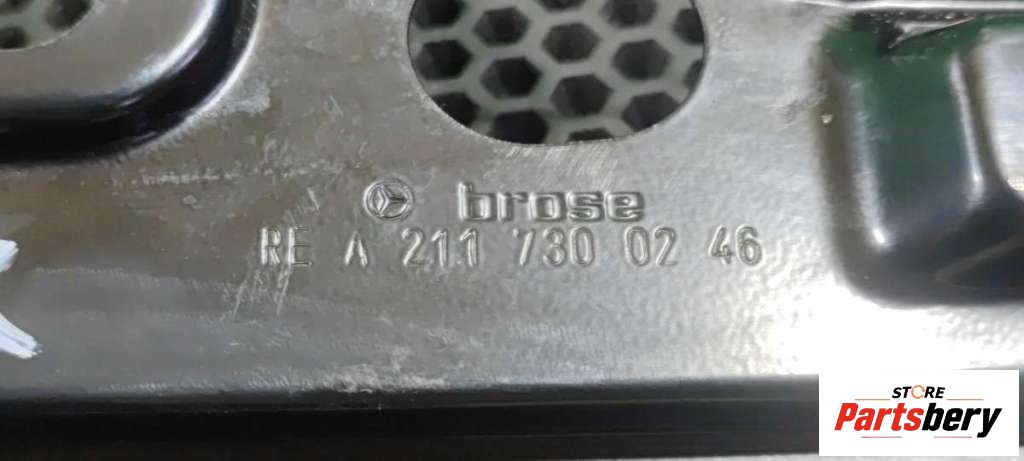 brose
RE A 211 730 02 46
STORE
Partsbery